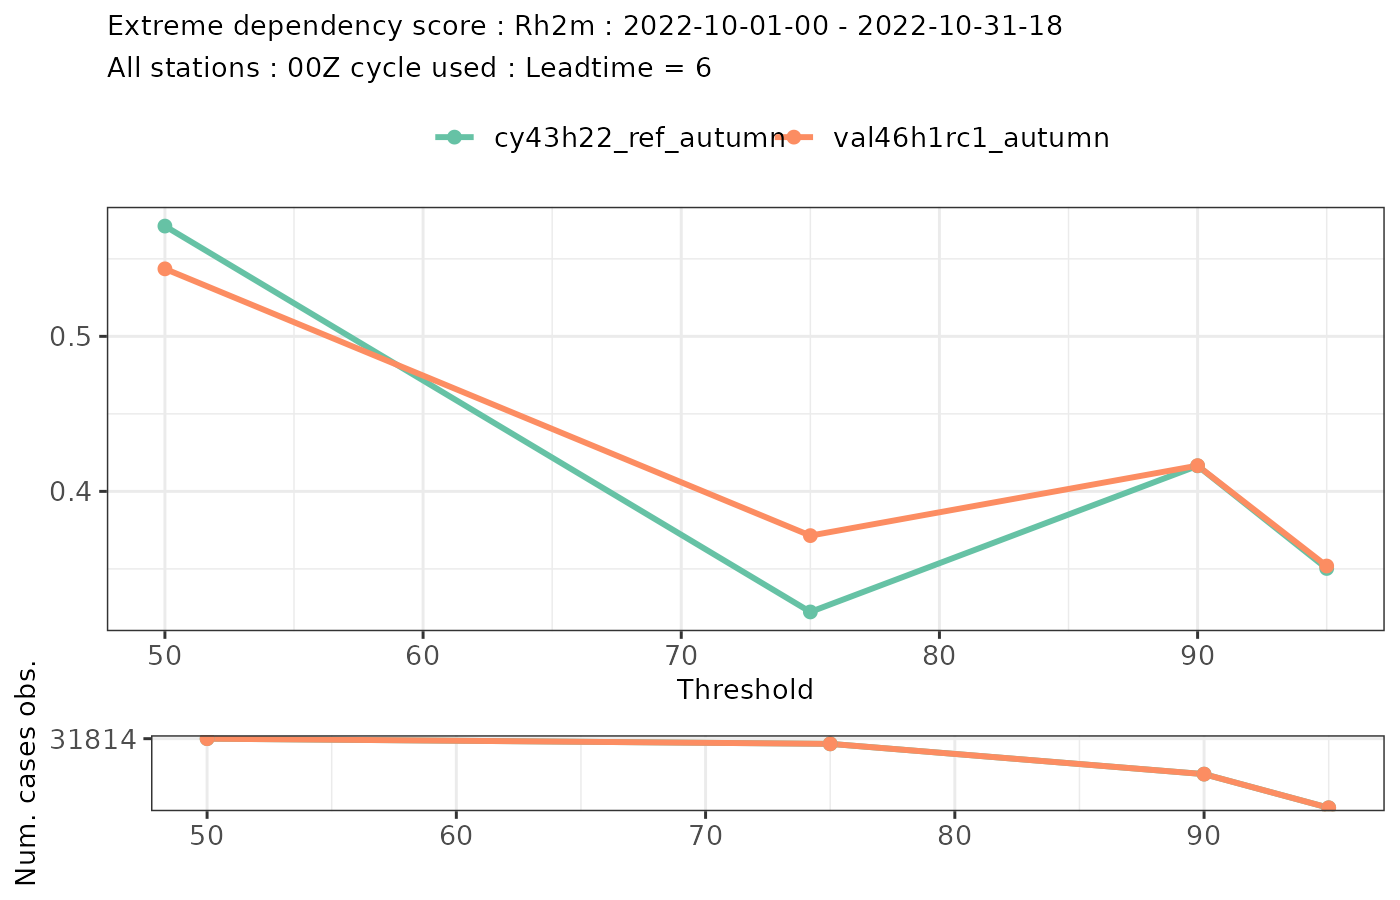 Extreme dependency score : Rh2m : 2022-10-01-00 - 2022-10-31-18
All stations : 00Z cycle used : Leadtime = 6
cy43h22_ref_autumn val46h1rc1_autumn
0.5
0.4
50 60 70 80 90
Threshold
Num. cases obs.
31814
50 60 70 80 90